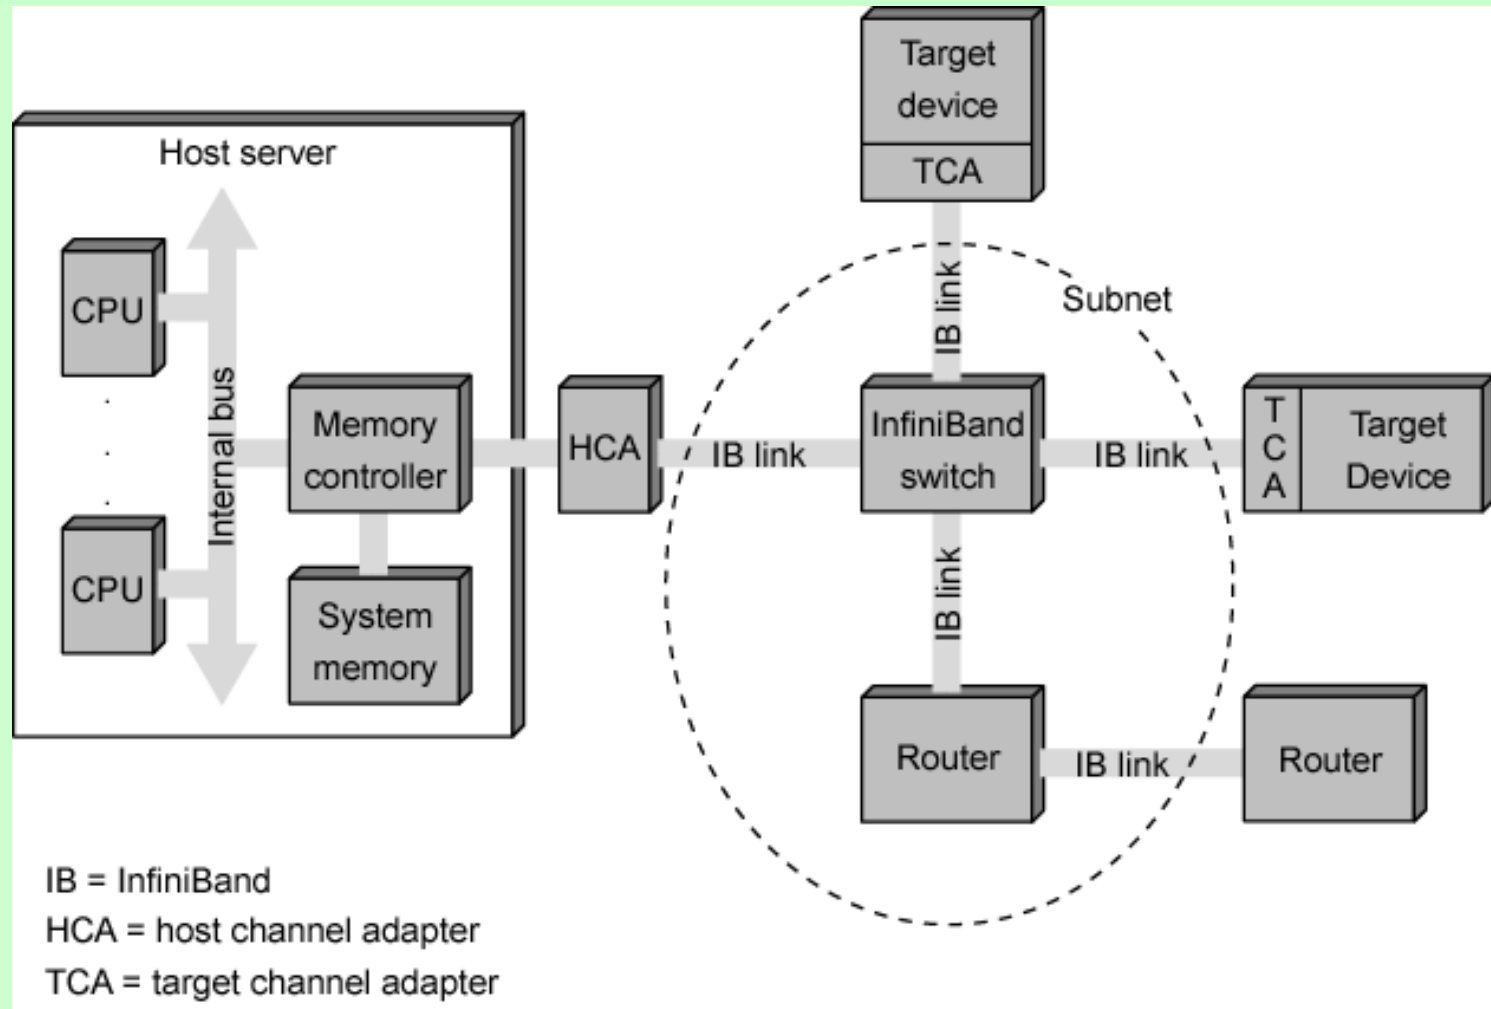 Target
device
TCA
Host server
IB link
Subnet
CPU
Internal bus
Memory
controller
HCA
IB link
InfiniBand
switch
IB link
T
C
A
Target
Device
CPU
System
memory
IB link
Router
IB link
Router
IB = InfiniBand
HCA = host channel adapter
TCA = target channel adapter